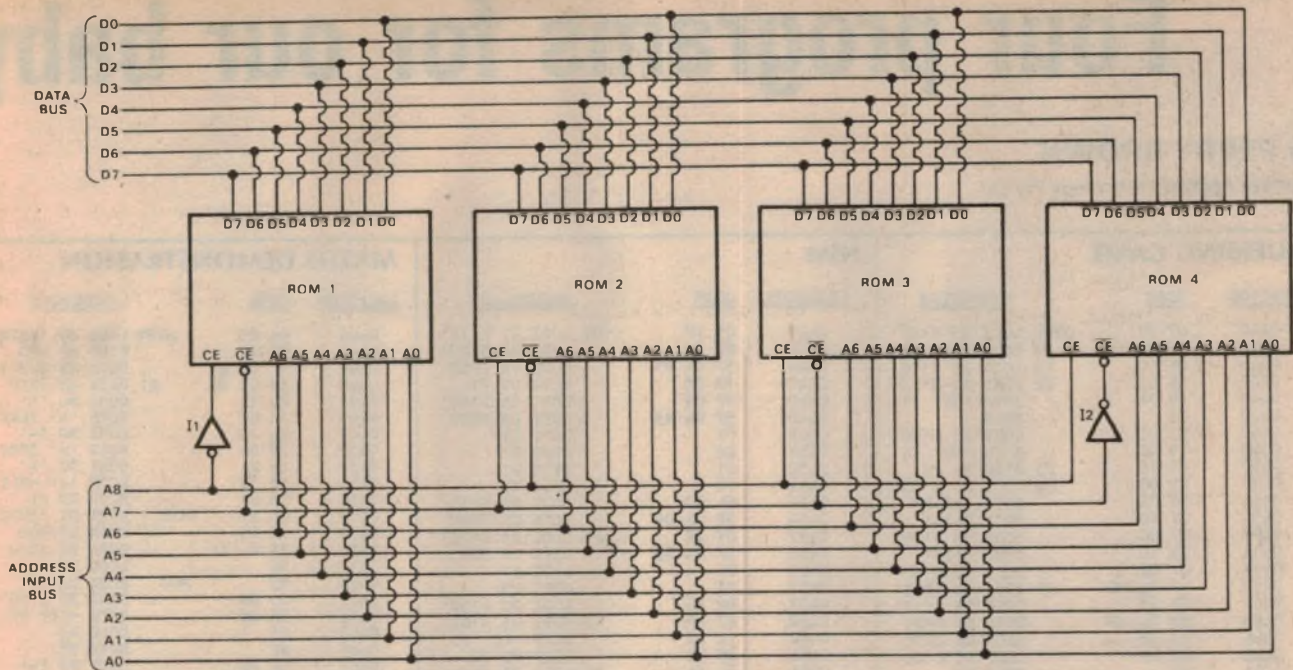 D0
D1
D2
D3
DATA
BUS
D4
D5
D6
D7
D7 D6 D5 D4 D3 D2 D1 D0
D7 D6 D5 D4 D3 D2 D1 D0
D7 D6 D5 D4 D3 D2 D1 D0
D7 D6 D5 D4 D3 D2 D1 D0
ROM 1
ROM 2
ROM 3
ROM 4
CE C̅E̅ A6 A5 A4 A3 A2 A1 A0
CE C̅E̅ A6 A5 A4 A3 A2 A1 A0
CE C̅E̅ A6 A5 A4 A3 A2 A1 A0
CE C̅E̅ A6 A5 A4 A3 A2 A1 A0
I1
I2
A8
A7
A6
A5
ADDRESS
INPUT
BUS
A4
A3
A2
A1
A0